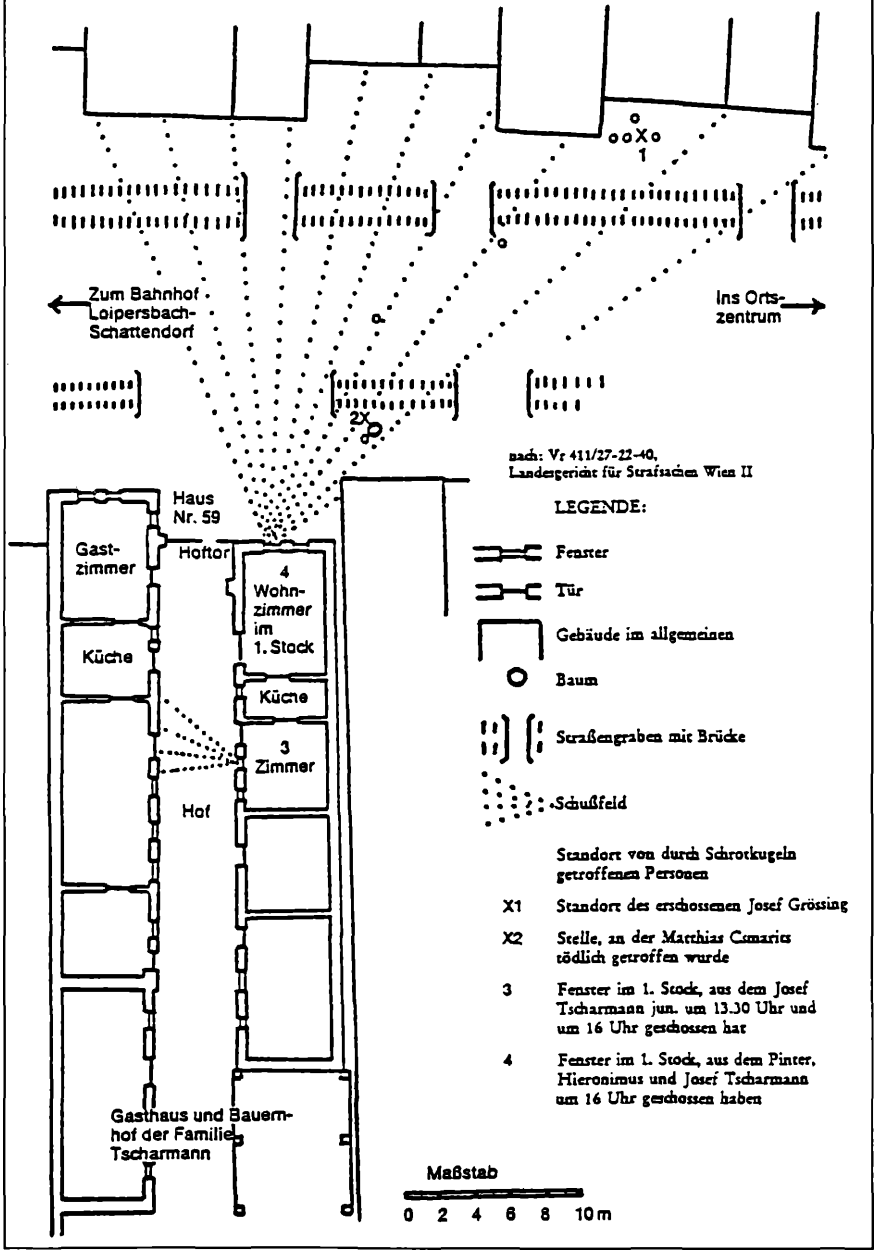 X
1
Zum Bahnhof
Loipersbach-
Schattendorf
Ins Orts-
zentrum
2X
nach: Vr 411/27-22-40,
Landesgericht für Strafsachen Wien II
LEGENDE:
Fenster
Tür
Gebäude im allgemeinen
Baum
Straßengraben mit Brücke
Schußfeld
Standort von durch Schrotkugeln
getroffenen Personen
X1 Standort des erschossenen Josef Grössing
X2 Stelle, an der Matthias Csmarits
tödlich getroffen wurde
3 Fenster im 1. Stock, aus dem Josef
Tscharmann jun. um 13.30 Uhr und
um 16 Uhr geschossen hat
4 Fenster im 1. Stock, aus dem Pinter,
Hieronimus und Josef Tscharmann
um 16 Uhr geschossen haben
Haus
Nr. 59
Hoftor
Gast-
zimmer
Küche
4
Wohn-
zimmer
im
1. Stock
Küche
3
Zimmer
Hof
Gasthaus und Bauern-
hof der Familie
Tscharmann
Maßstab
0 2 4 6 8 10 m